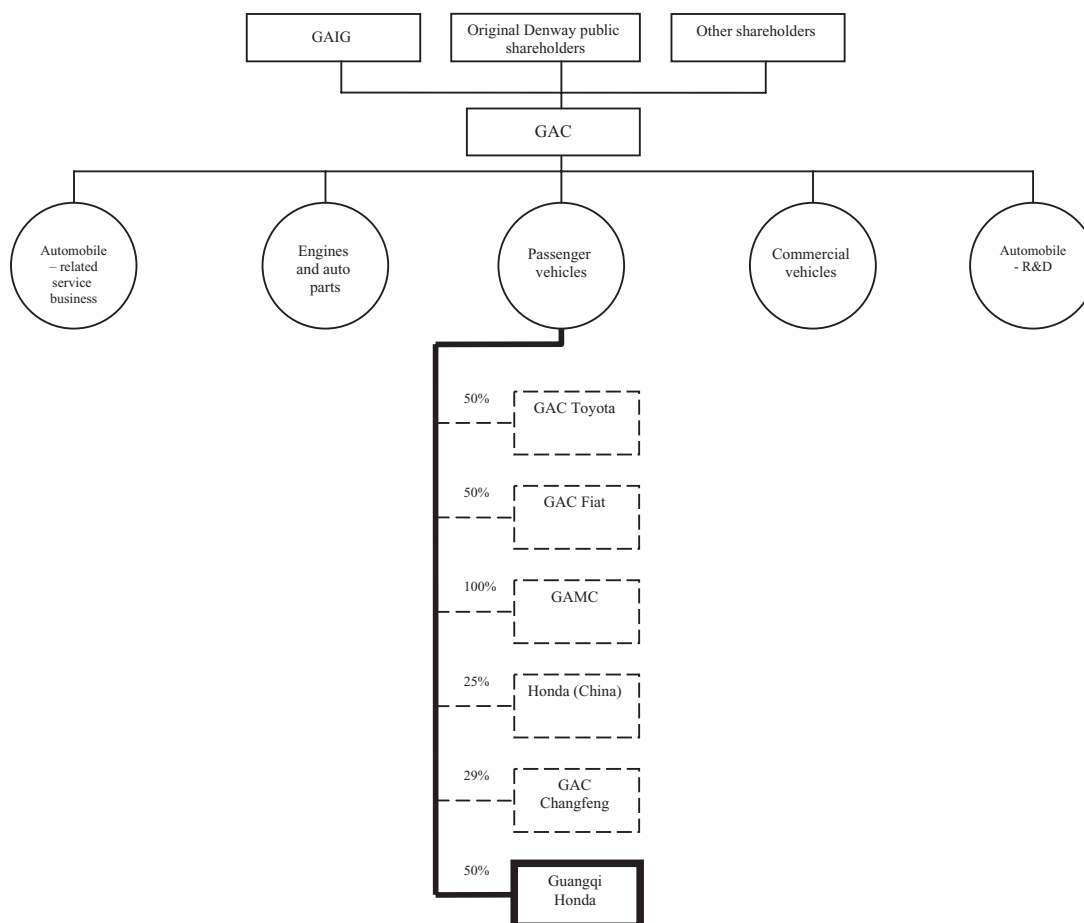 GAIG
Original Denway public
shareholders
Other shareholders
GAC
Automobile
– related
service
business
Engines
and auto
parts
Passenger
vehicles
Commercial
vehicles
Automobile
- R&D
50%
GAC Toyota
50%
GAC Fiat
100%
GAMC
25%
Honda (China)
29%
GAC
Changfeng
50%
Guangqi
Honda